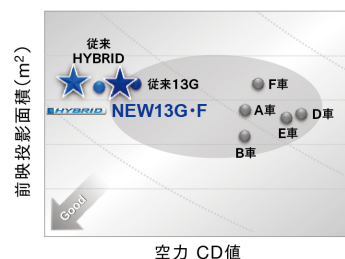 従来
HYBRID
従来13G
HYBRID
NEW13G・F
F車
A車
D車
E車
B車
Good
前映投影面積(m²)
空力 CD値